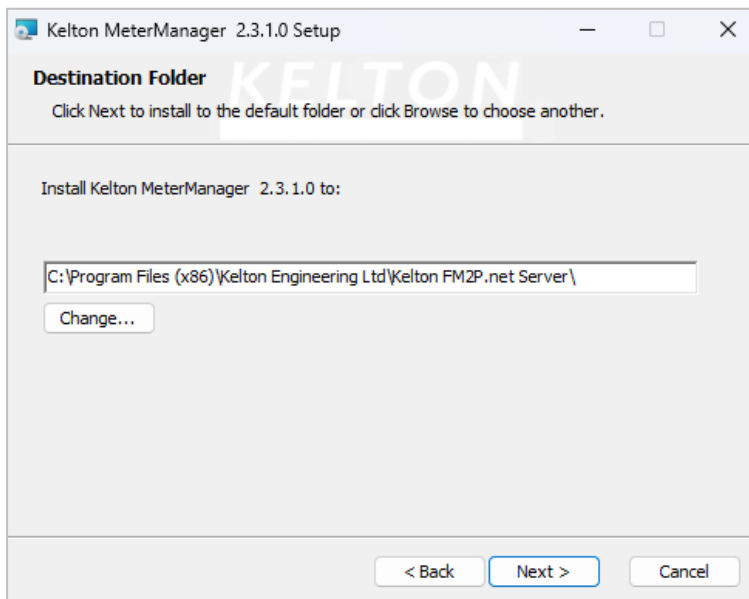 Kelton MeterManager 2.3.1.0 Setup
KELTON
Destination Folder
Click Next to install to the default folder or click Browse to choose another.
Install Kelton MeterManager 2.3.1.0 to:
C:\Program Files (x86)\Kelton Engineering Ltd\Kelton FM2P.net Server\
Change...
< Back
Next >
Cancel